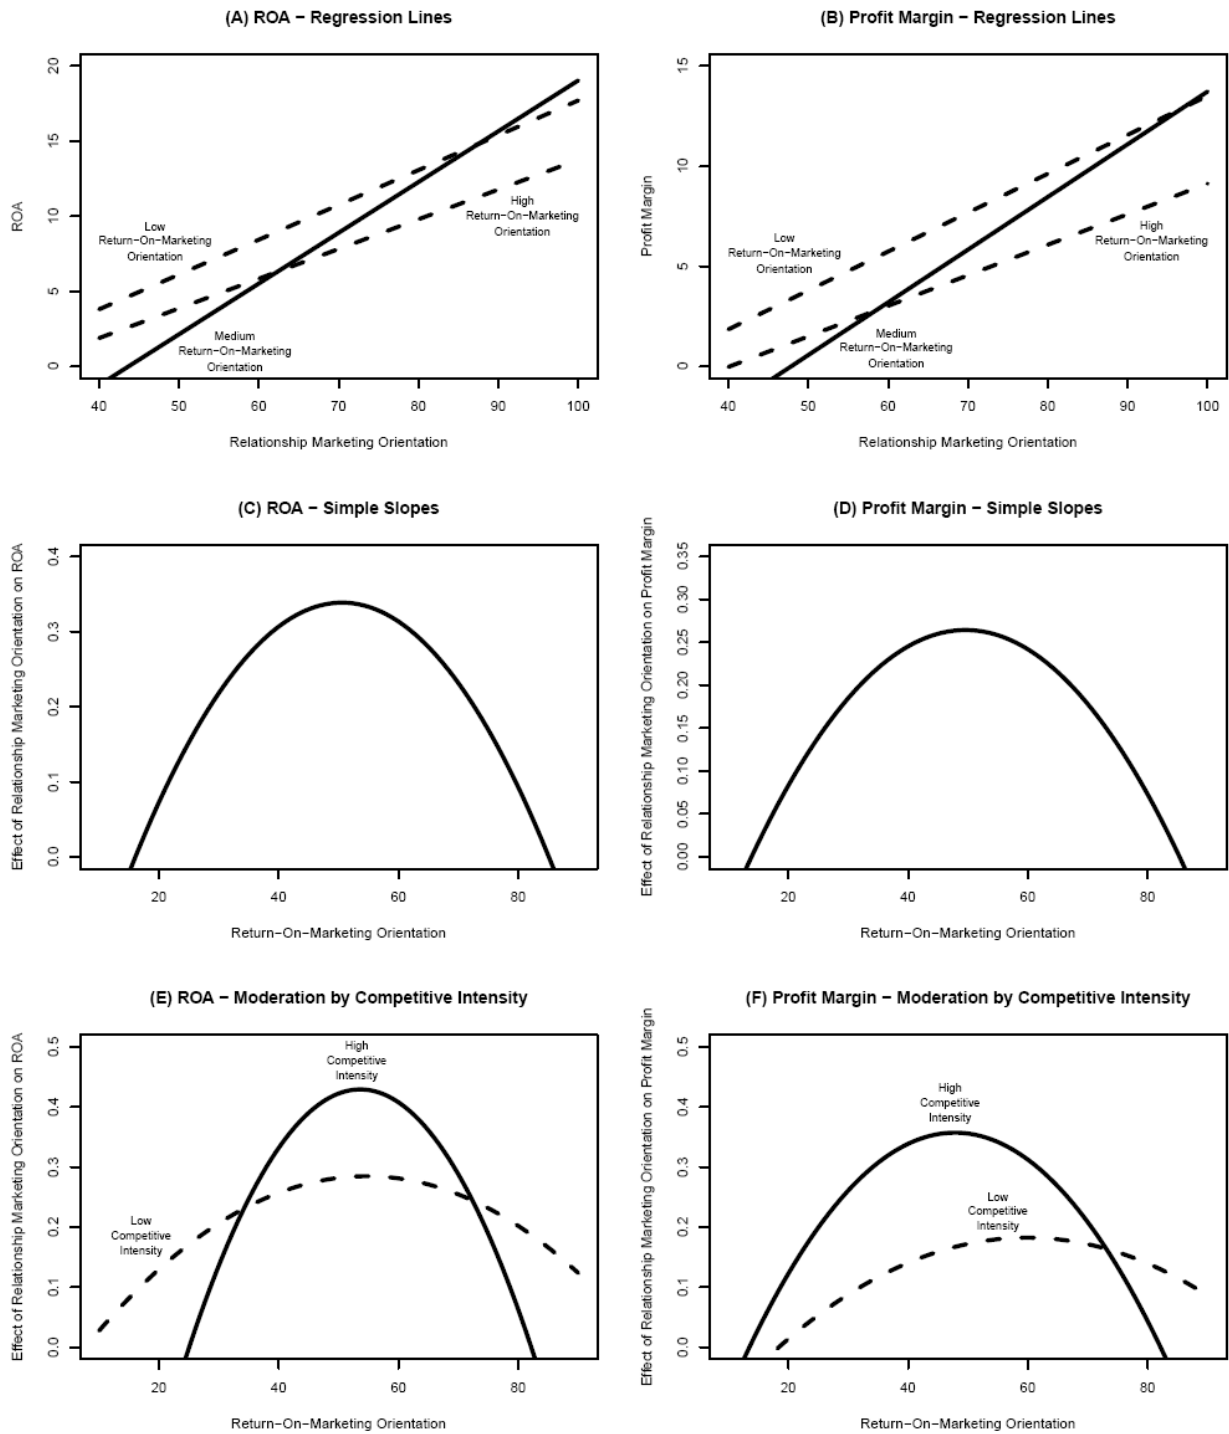 (A) ROA − Regression Lines
ROA
20
15
10
5
0
Low
Return−On−Marketing
Orientation
High
Return−On−Marketing
Orientation
Medium
Return−On−Marketing
Orientation
40 50 60 70 80 90 100
Relationship Marketing Orientation
(B) Profit Margin − Regression Lines
Profit Margin
15
10
5
0
Low
Return−On−Marketing
Orientation
High
Return−On−Marketing
Orientation
Medium
Return−On−Marketing
Orientation
40 50 60 70 80 90 100
Relationship Marketing Orientation
(C) ROA − Simple Slopes
Effect of Relationship Marketing Orientation on ROA
0.4
0.3
0.2
0.1
0.0
20 40 60 80
Return−On−Marketing Orientation
(D) Profit Margin − Simple Slopes
Effect of Relationship Marketing Orientation on Profit Margin
0.35
0.30
0.25
0.20
0.15
0.10
0.05
0.00
20 40 60 80
Return−On−Marketing Orientation
(E) ROA − Moderation by Competitive Intensity
Effect of Relationship Marketing Orientation on ROA
0.5
0.4
0.3
0.2
0.1
0.0
High
Competitive
Intensity
Low
Competitive
Intensity
20 40 60 80
Return−On−Marketing Orientation
(F) Profit Margin − Moderation by Competitive Intensity
Effect of Relationship Marketing Orientation on Profit Margin
0.5
0.4
0.3
0.2
0.1
0.0
High
Competitive
Intensity
Low
Competitive
Intensity
20 40 60 80
Return−On−Marketing Orientation